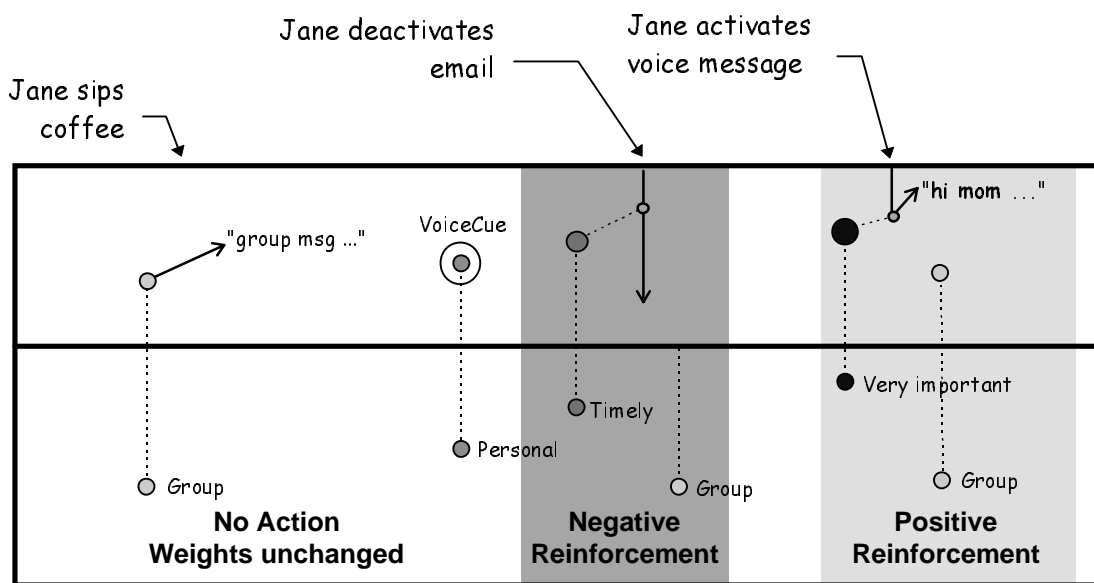 Jane sips
coffee
Jane deactivates
email
Jane activates
voice message
"group msg ..."
VoiceCue
"hi mom ..."
Very important
Timely
Personal
Group
Group
Group
No Action
Weights unchanged
Negative
Reinforcement
Positive
Reinforcement